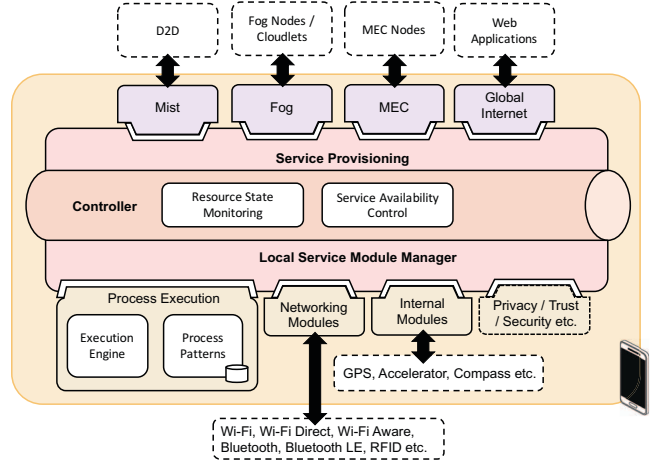 D2D
Fog Nodes /
Cloudlets
MEC Nodes
Web
Applications
Mist
Fog
MEC
Global
Internet
Service Provisioning
Controller
Resource State
Monitoring
Service Availability
Control
Local Service Module Manager
Process Execution
Execution
Engine
Process
Patterns
Networking
Modules
Internal
Modules
Privacy / Trust
/ Security etc.
GPS, Accelerator, Compass etc.
Wi-Fi, Wi-Fi Direct, Wi-Fi Aware,
Bluetooth, Bluetooth LE, RFID etc.